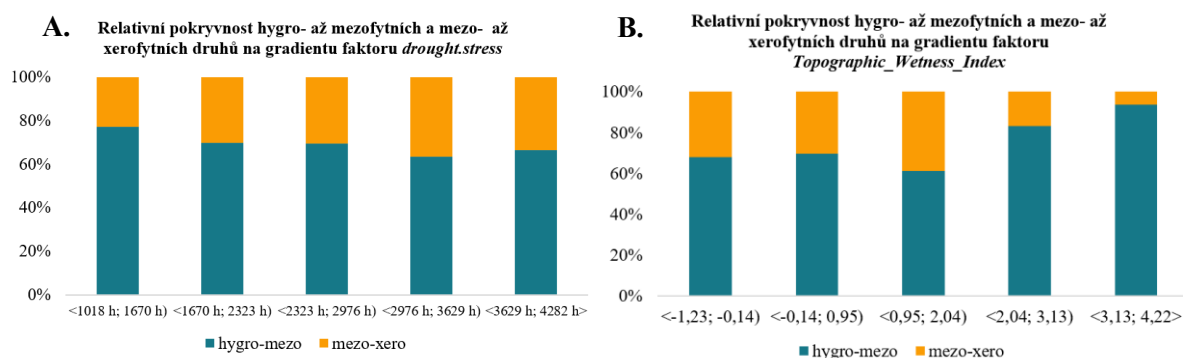 A.
Relativní pokryvnost hygro- až mezofytních a mezo- až
xerofytních druhů na gradientu faktoru drought.stress
100%
80%
60%
40%
20%
0%
<1018 h; 1670 h) <1670 h; 2323 h) <2323 h; 2976 h) <2976 h; 3629 h) <3629 h; 4282 h>
hygro-mezo mezo-xero
B.
Relativní pokryvnost hygro- až mezofytních a mezo- až
xerofytních druhů na gradientu faktoru
Topographic_Wetness_Index
100%
80%
60%
40%
20%
0%
<-1,23; -0,14) <-0,14; 0,95) <0,95; 2,04) <2,04; 3,13) <3,13; 4,22>
hygro-mezo mezo-xero